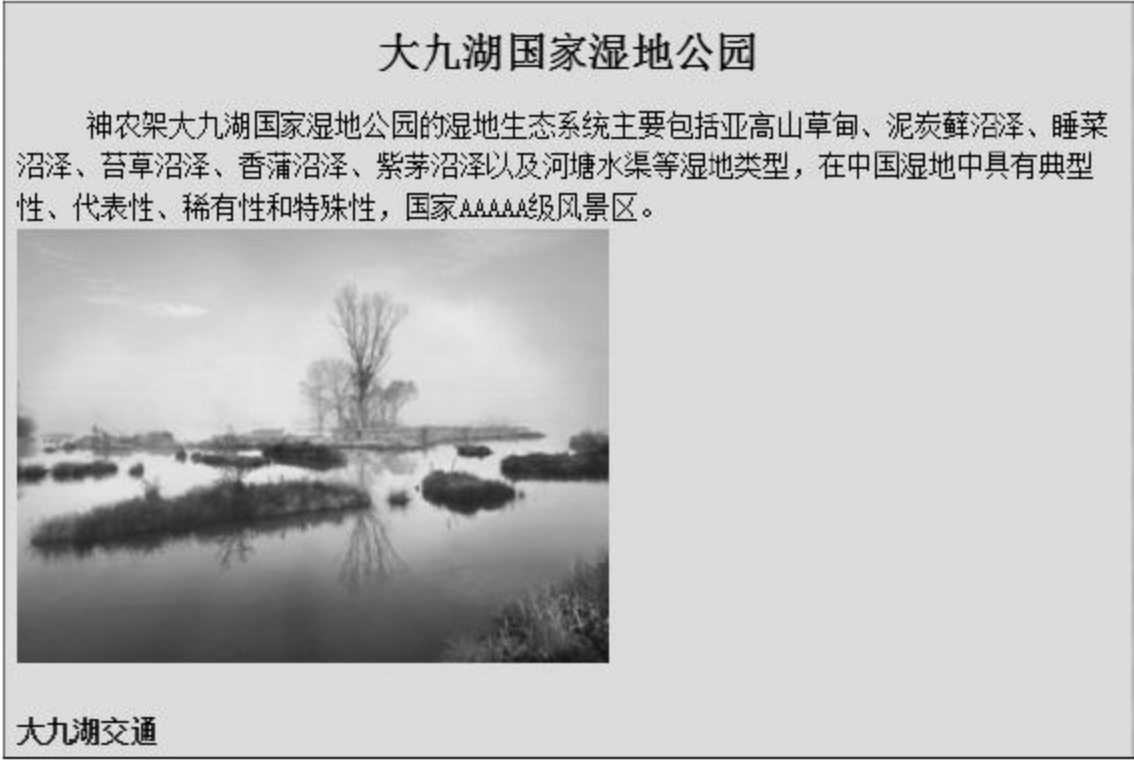 大九湖国家湿地公园
神农架大九湖国家湿地公园的湿地生态系统主要包括亚高山草甸、泥炭藓沼泽、睡菜
沼泽、苔草沼泽、香蒲沼泽、紫茅沼泽以及河塘水渠等湿地类型，在中国湿地中具有典型
性、代表性、稀有性和特殊性，国家AAAAA级风景区。
大九湖交通